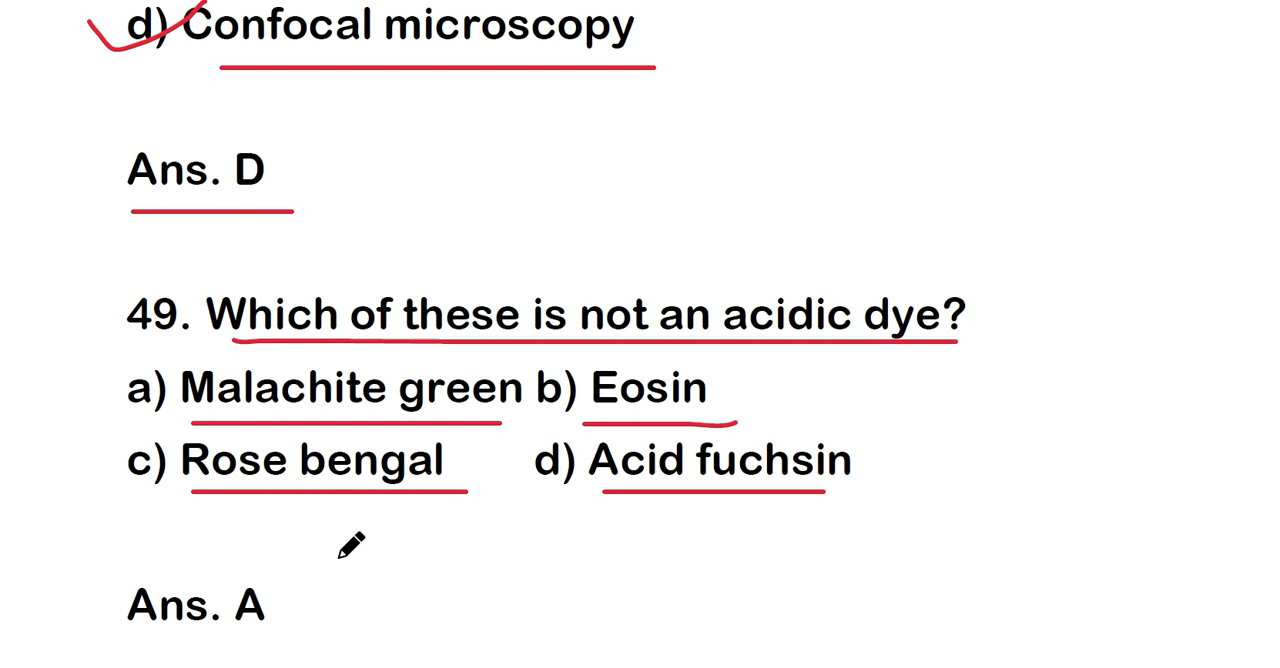 d) Confocal microscopy
Ans. D
49. Which of these is not an acidic dye?
a) Malachite green b) Eosin
c) Rose bengal d) Acid fuchsin
Ans. A